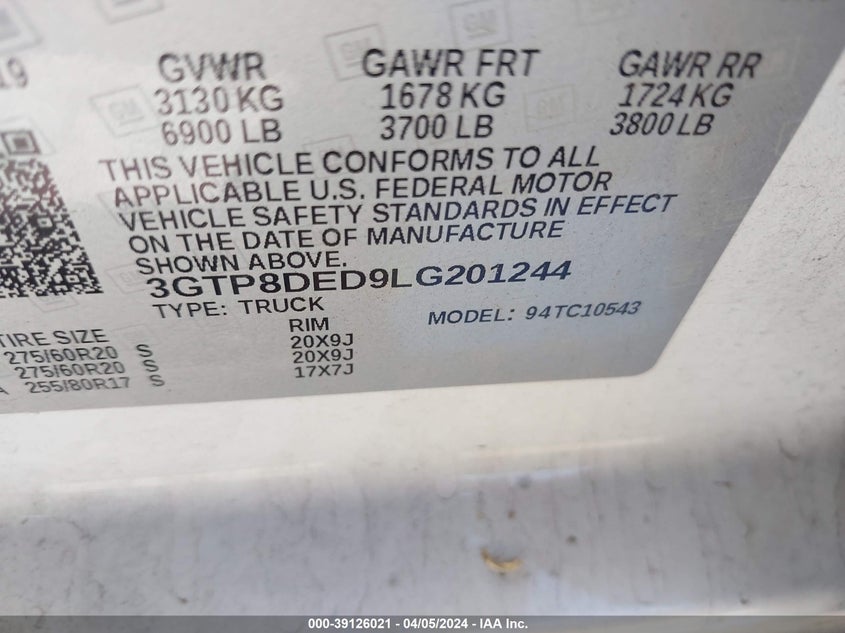 19
GVWR GAWR FRT GAWR RR
3130 KG 1678 KG 1724 KG
6900 LB 3700 LB 3800 LB
THIS VEHICLE CONFORMS TO ALL
APPLICABLE U.S. FEDERAL MOTOR
VEHICLE SAFETY STANDARDS IN EFFECT
ON THE DATE OF MANUFACTURE
SHOWN ABOVE.
3GTP8DED9LG201244
TYPE: TRUCK MODEL: 94TC10543
TIRE SIZE RIM
275/60R20 S 20X9J
275/60R20 S 20X9J
A 255/80R17 S 17X7J
000-39126021 - 04/05/2024 - IAA Inc.